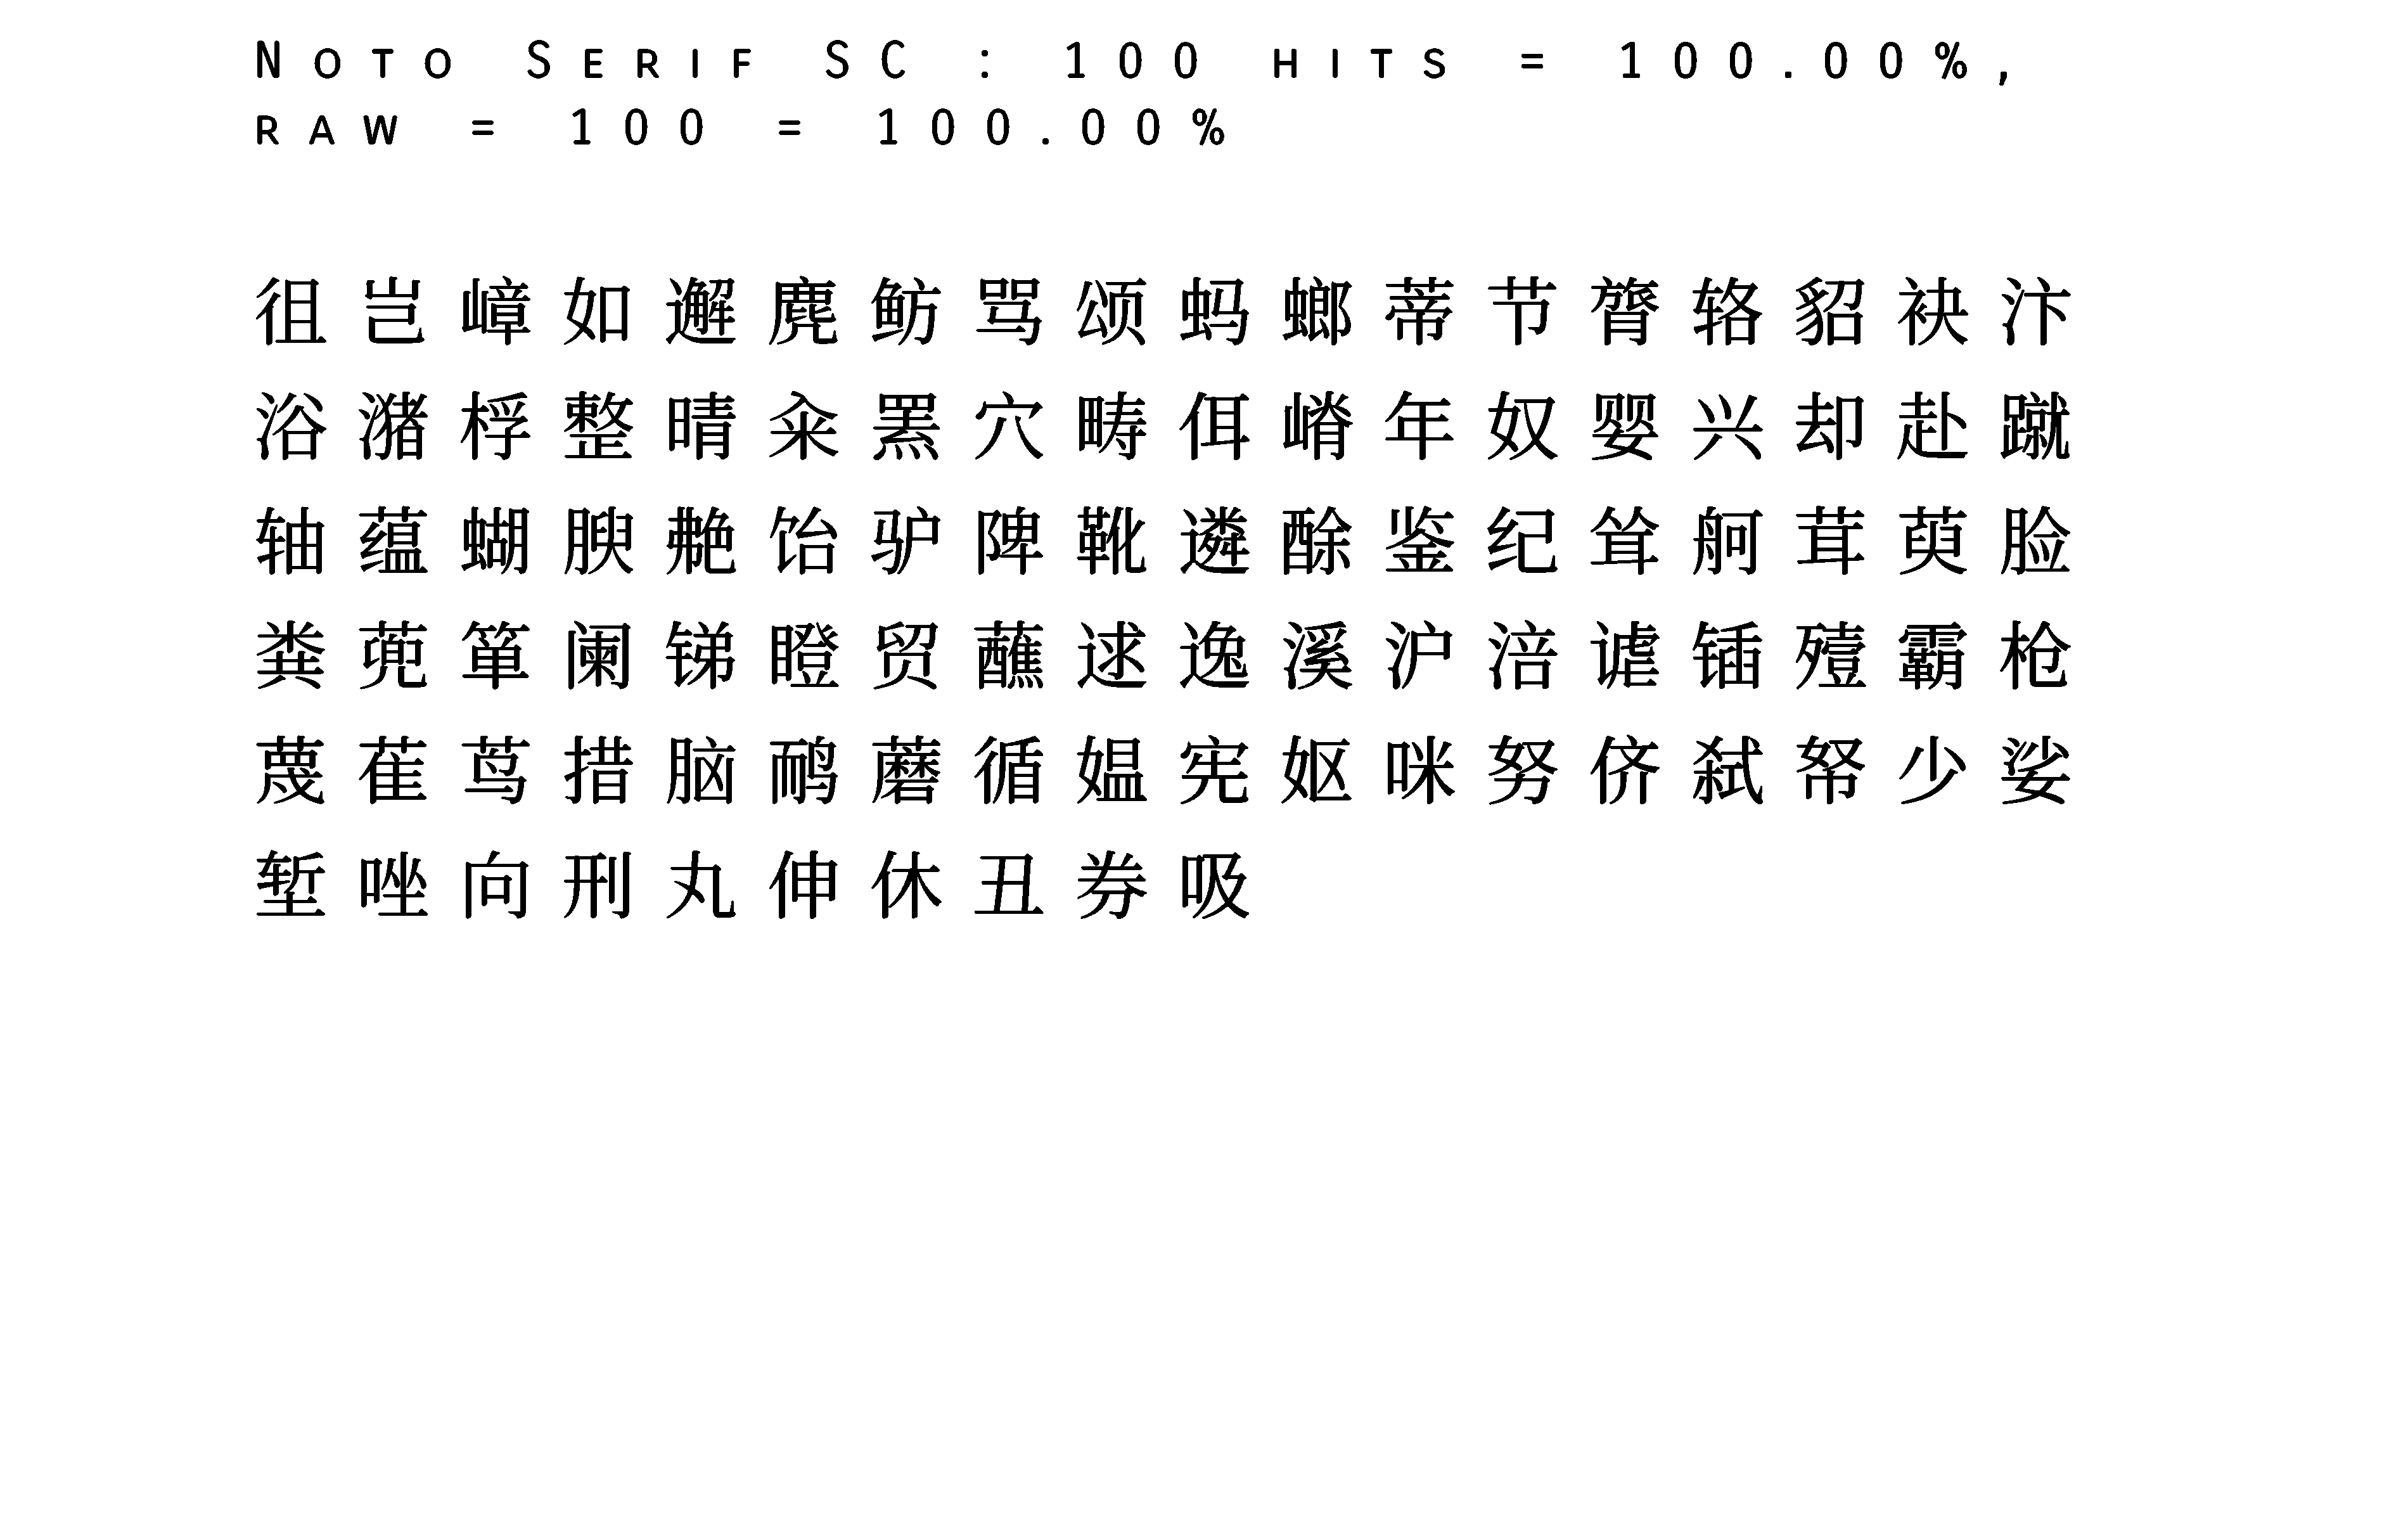 Noto Serif SC : 100 hits = 100.00%,
raw = 100 = 100.00%
徂岂嶂如邂麂鲂骂颂蚂螂蒂节膂辂貂袂汴
浴潴桴整晴籴罴穴畴佴嵴年奴婴兴却赴蹴
轴蕴蝴腴艴饴驴陴靴遴酴鉴纪耸舸茸萸脸
粪蔸箪阑锑瞪贸蘸逑逸溪沪涪谑锸殪霸枪
蔑萑茑措脑鸸蘑循媪宪妪咪努侪弑帑少娑
堑唑向刑丸伸休丑券吸